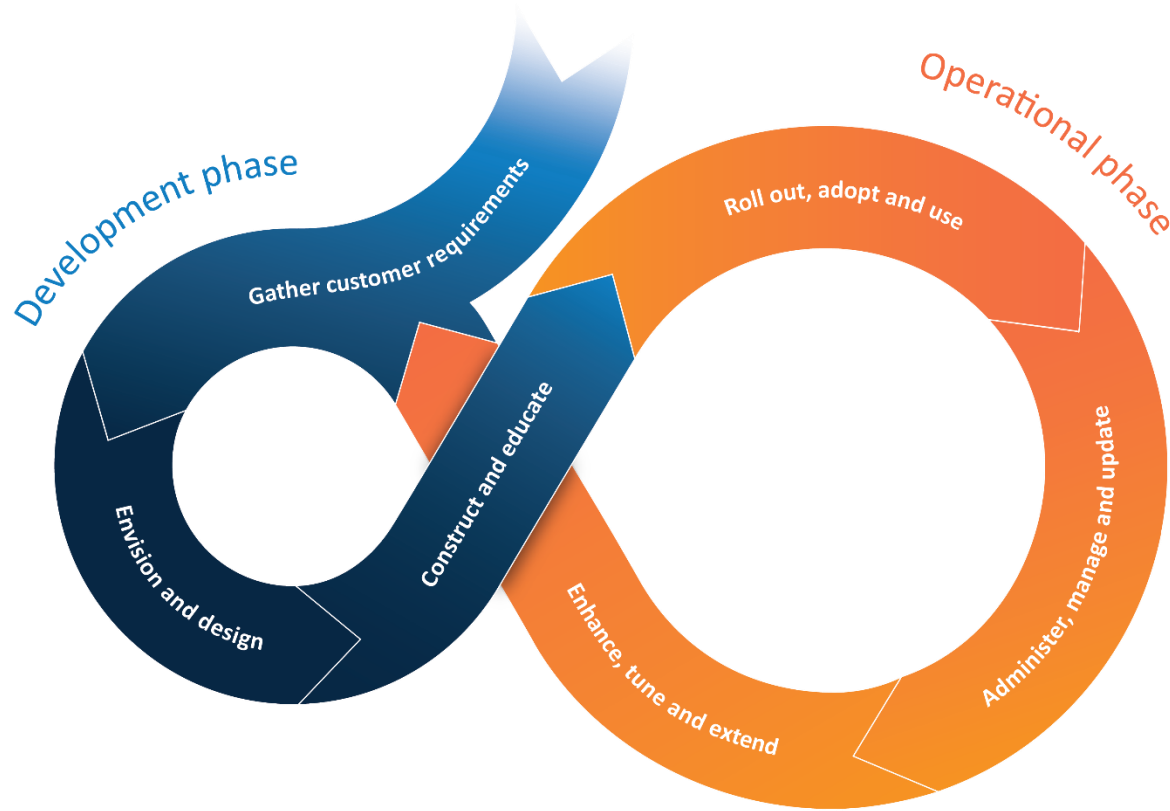 Development phase
Gather customer requirements
Envision and design
Construct and educate
Operational phase
Roll out, adopt and use
Administer, manage and update
Enhance, tune and extend